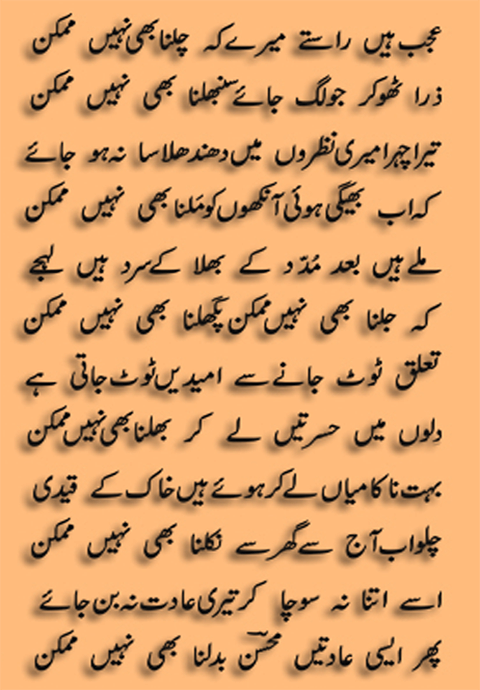 عجب ہیں راستے میرے کہ چلنا بھی نہیں ممکن
ذرا ٹھوکر جو لگ جائے سنبھلنا بھی نہیں ممکن
تیرا چہرا میری نظروں میں دھندھلا سا نہ ہو جائے
کہ اب بھیگی ہوئی آنکھوں کو مَلنا بھی نہیں ممکن
ملے ہیں بعد مُدّد کے بھلا کے سرد ہیں لہجے
کہ جلنا بھی نہیں ممکن پگھلنا بھی نہیں ممکن
تعلق ٹوٹ جانے سے امیدیں ٹوٹ جاتی ہے
دلوں میں حسرتیں لے کر بھلنا بھی نہیں ممکن
بہت ناکامیاں لے کر ہوئے ہیں خاک کے قیدی
چلو اب آج سے گھر سے نکلنا بھی نہیں ممکن
اسے اتنا نہ سوچا کر تیری عادت نہ بن جائے
پھر ایسی عادتیں محسن بدلنا بھی نہیں ممکن